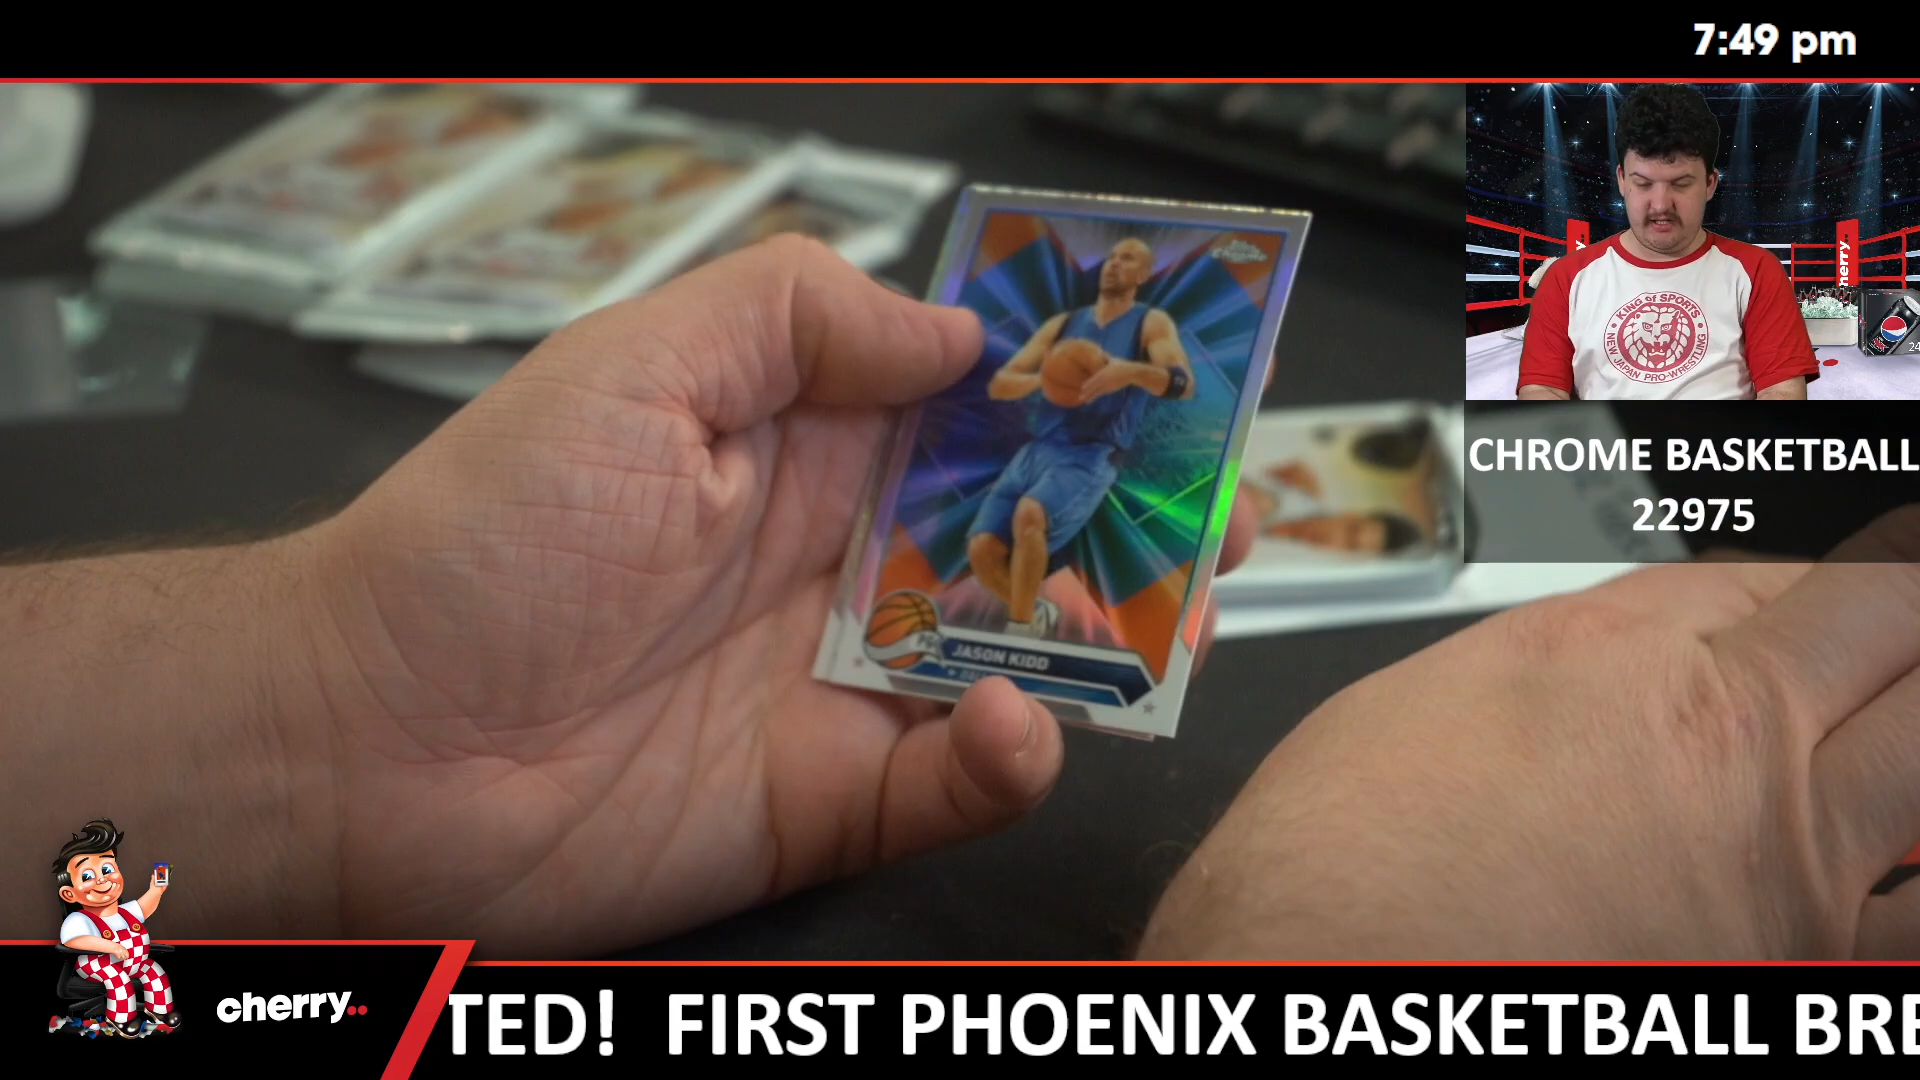 7:49 pm
KING of SPORTS
NEW JAPAN PRO-WRESTLING
CHROME BASKETBALL
22975
Chrome
JASON KIDD
cherry..
TED! FIRST PHOENIX BASKETBALL BRE